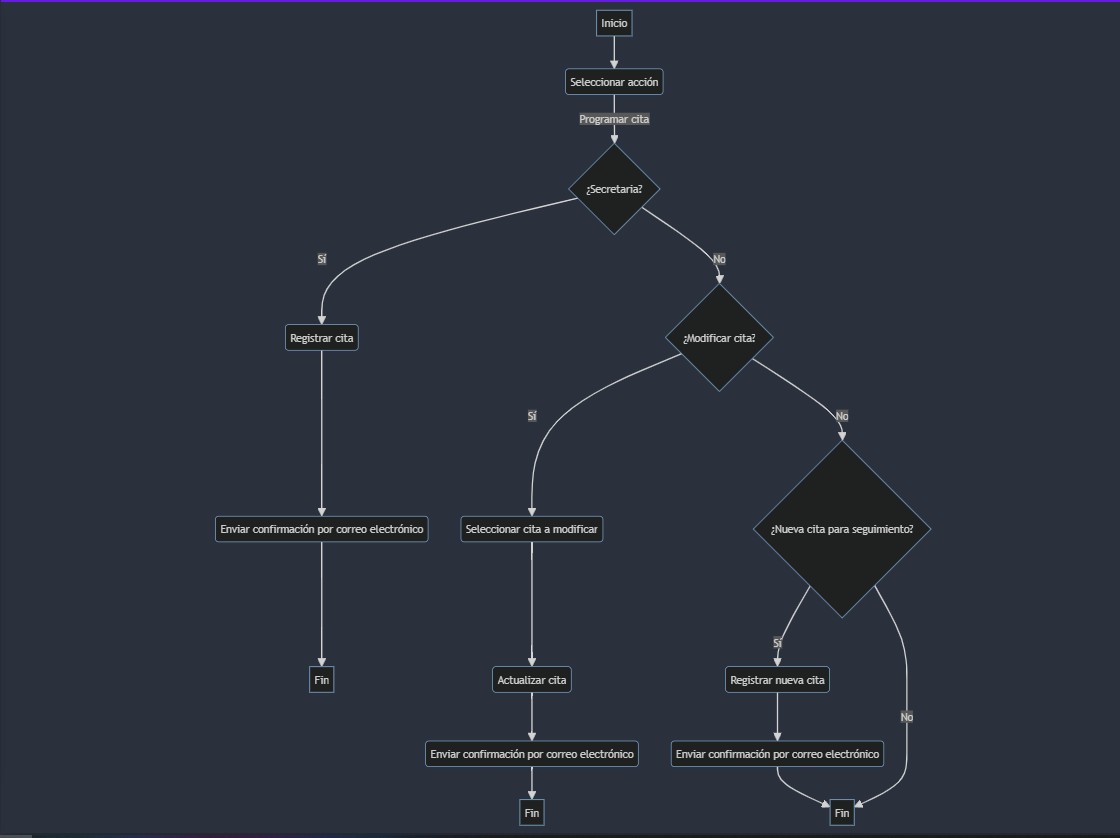 Inicio
Seleccionar acción
Programar cita
¿Secretaria?
Sí
No
Registrar cita
¿Modificar cita?
Sí
No
Enviar confirmación por correo electrónico
Seleccionar cita a modificar
¿Nueva cita para seguimiento?
Sí
Fin
Actualizar cita
Registrar nueva cita
No
Enviar confirmación por correo electrónico
Enviar confirmación por correo electrónico
Fin
Fin